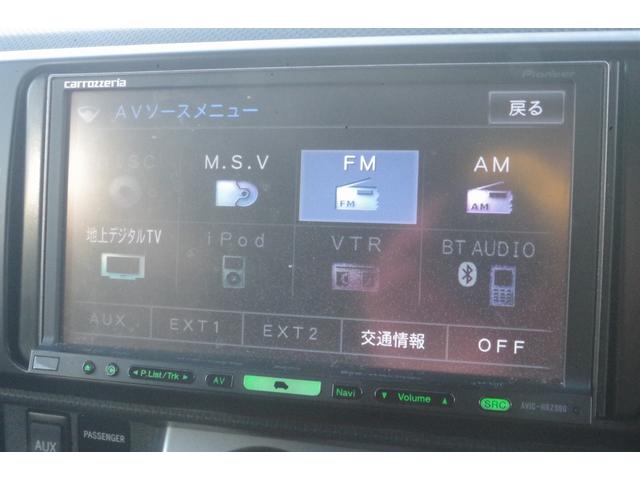 carrozzeria
Pioneer
AVソースメニュー
戻る
DISC
M.S.V
FM
AM
FM
AM
地上デジタルTV
iPod
VTR
BT AUDIO
AUX
EXT1
EXT2
交通情報
OFF
◄ P.List/Trk ►
AV
Navi
▼ Volume ▲
SRC
AUX
PASSENGER